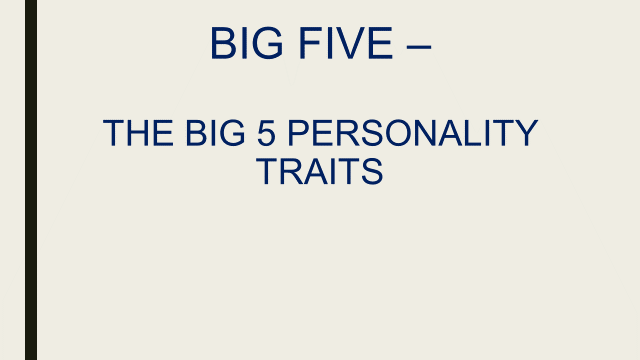 BIG FIVE –
THE BIG 5 PERSONALITY
TRAITS